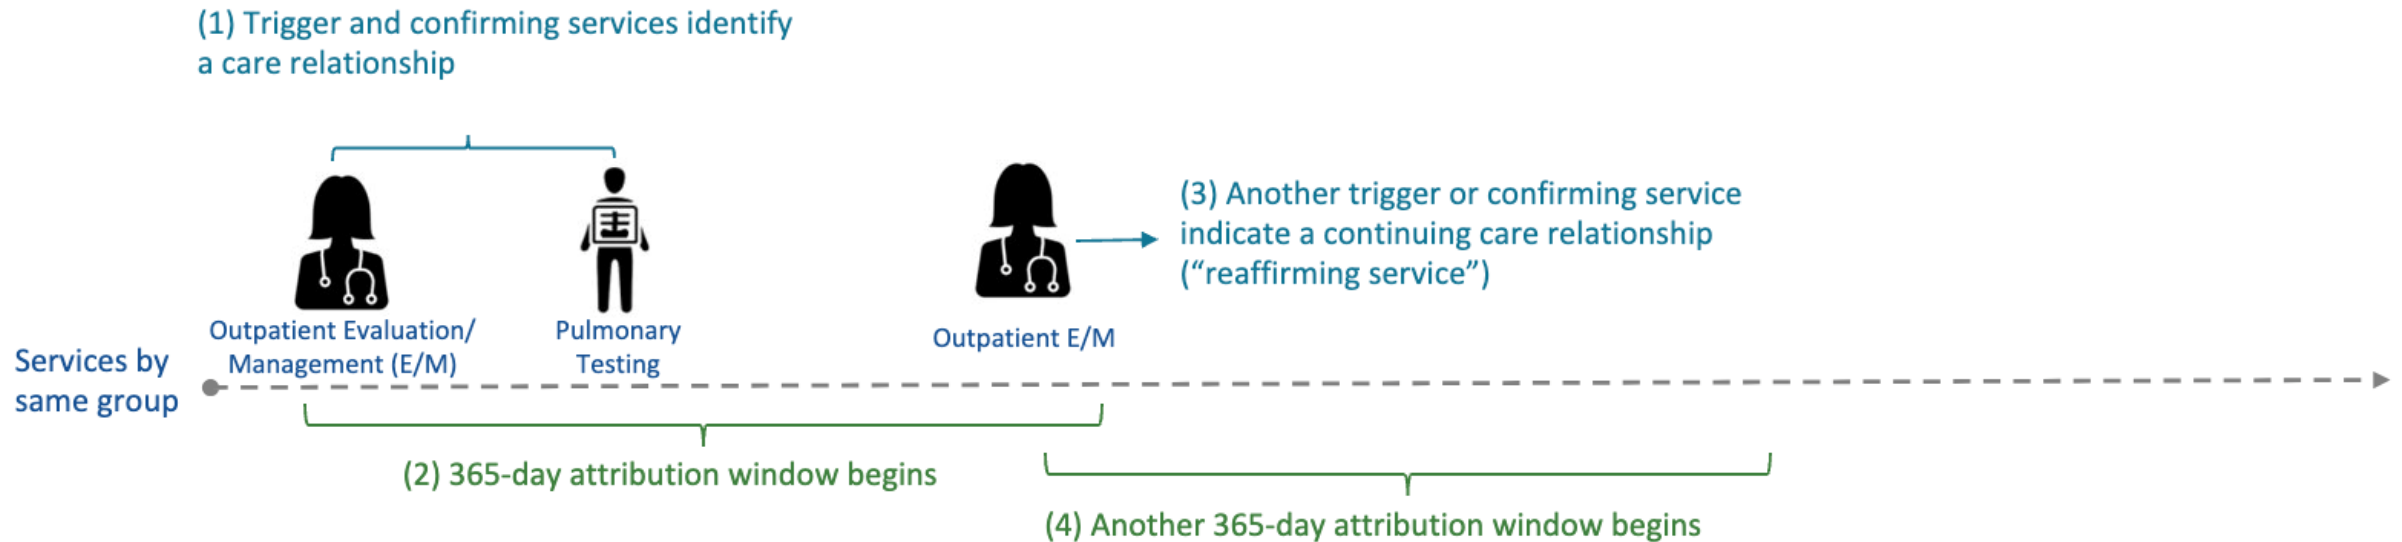 (1) Trigger and confirming services identify
a care relationship
(3) Another trigger or confirming service
indicate a continuing care relationship
(“reaffirming service”)
Outpatient Evaluation/
Management (E/M)
Pulmonary
Testing
Outpatient E/M
Services by
same group
(2) 365-day attribution window begins
(4) Another 365-day attribution window begins